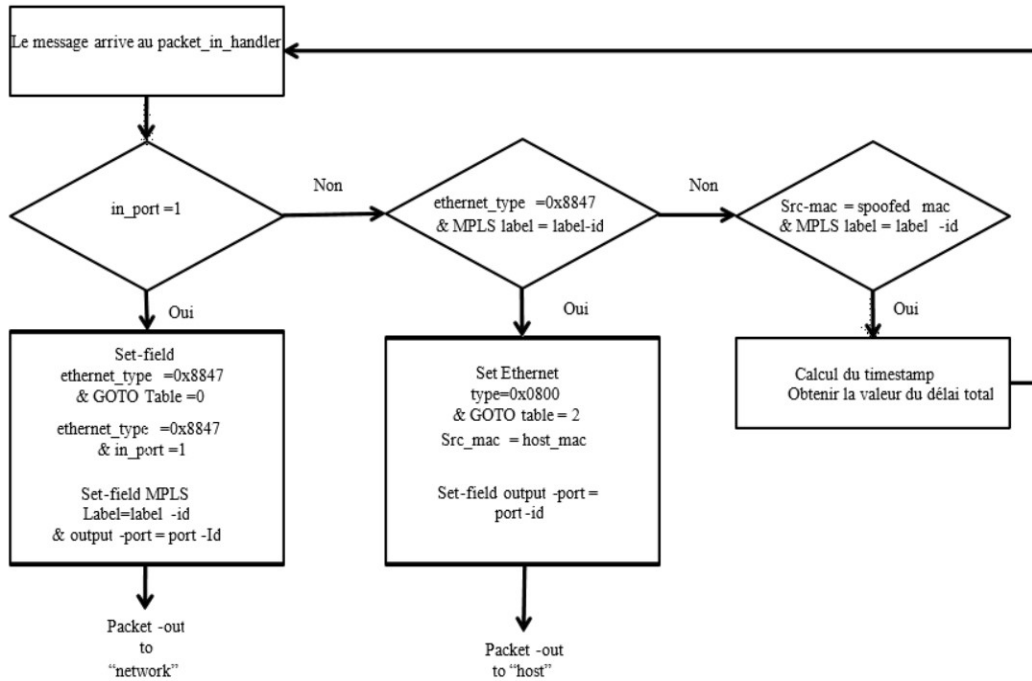 Le message arrive au packet_in_handler
in_port =1
Non
ethernet_type =0x8847
& MPLS label = label-id
Non
Src-mac = spoofed mac
& MPLS label = label -id
Oui
Oui
Oui
Set-field
ethernet_type =0x8847
& GOTO Table =0
ethernet_type =0x8847
& in_port =1
Set-field MPLS
Label=label -id
& output -port = port -Id
Set Ethernet
type=0x0800
& GOTO table = 2
Src_mac = host_mac
Set-field output -port =
port -id
Calcul du timestamp
Obtenir la valeur du délai total
Packet -out
to
“network”
Packet -out
to “host”